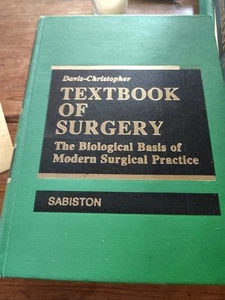 Davis-Christopher
TEXTBOOK
OF
SURGERY
The Biological Basis of
Modern Surgical Practice
SABISTON